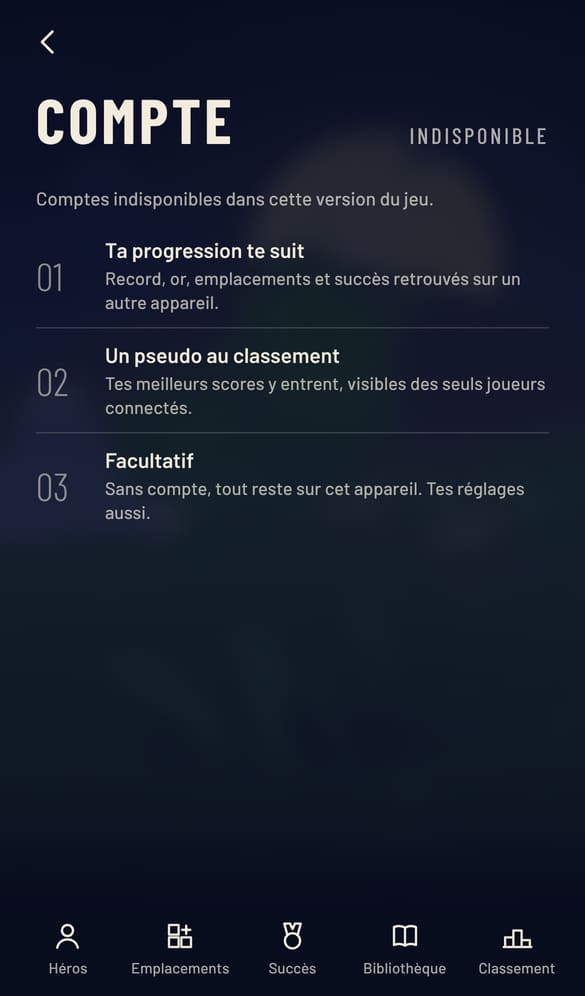 COMPTE
INDISPONIBLE
Comptes indisponibles dans cette version du jeu.
01
Ta progression te suit
Record, or, emplacements et succès retrouvés sur un
autre appareil.
02
Un pseudo au classement
Tes meilleurs scores y entrent, visibles des seuls joueurs
connectés.
03
Facultatif
Sans compte, tout reste sur cet appareil. Tes réglages
aussi.
Héros
Emplacements
Succès
Bibliothèque
Classement